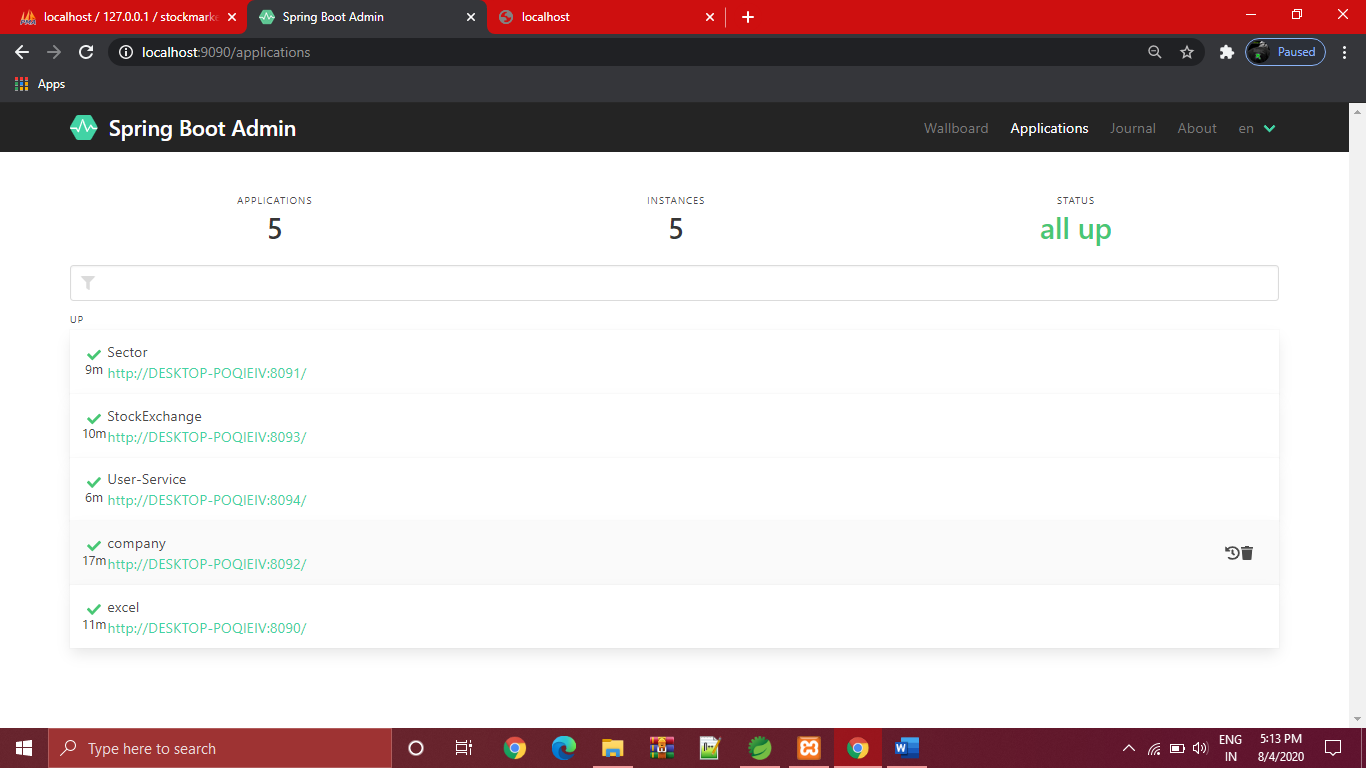 localhost / 127.0.0.1 / stockmarke
Spring Boot Admin
localhost
localhost:9090/applications
Paused
Apps
Spring Boot Admin
Wallboard
Applications
Journal
About
en
APPLICATIONS
5
INSTANCES
5
STATUS
all up
UP
Sector
9m
http://DESKTOP-POQIEIV:8091/
StockExchange
10m
http://DESKTOP-POQIEIV:8093/
User-Service
6m
http://DESKTOP-POQIEIV:8094/
company
17m
http://DESKTOP-POQIEIV:8092/
excel
11m
http://DESKTOP-POQIEIV:8090/
Type here to search
ENG
IN
5:13 PM
8/4/2020